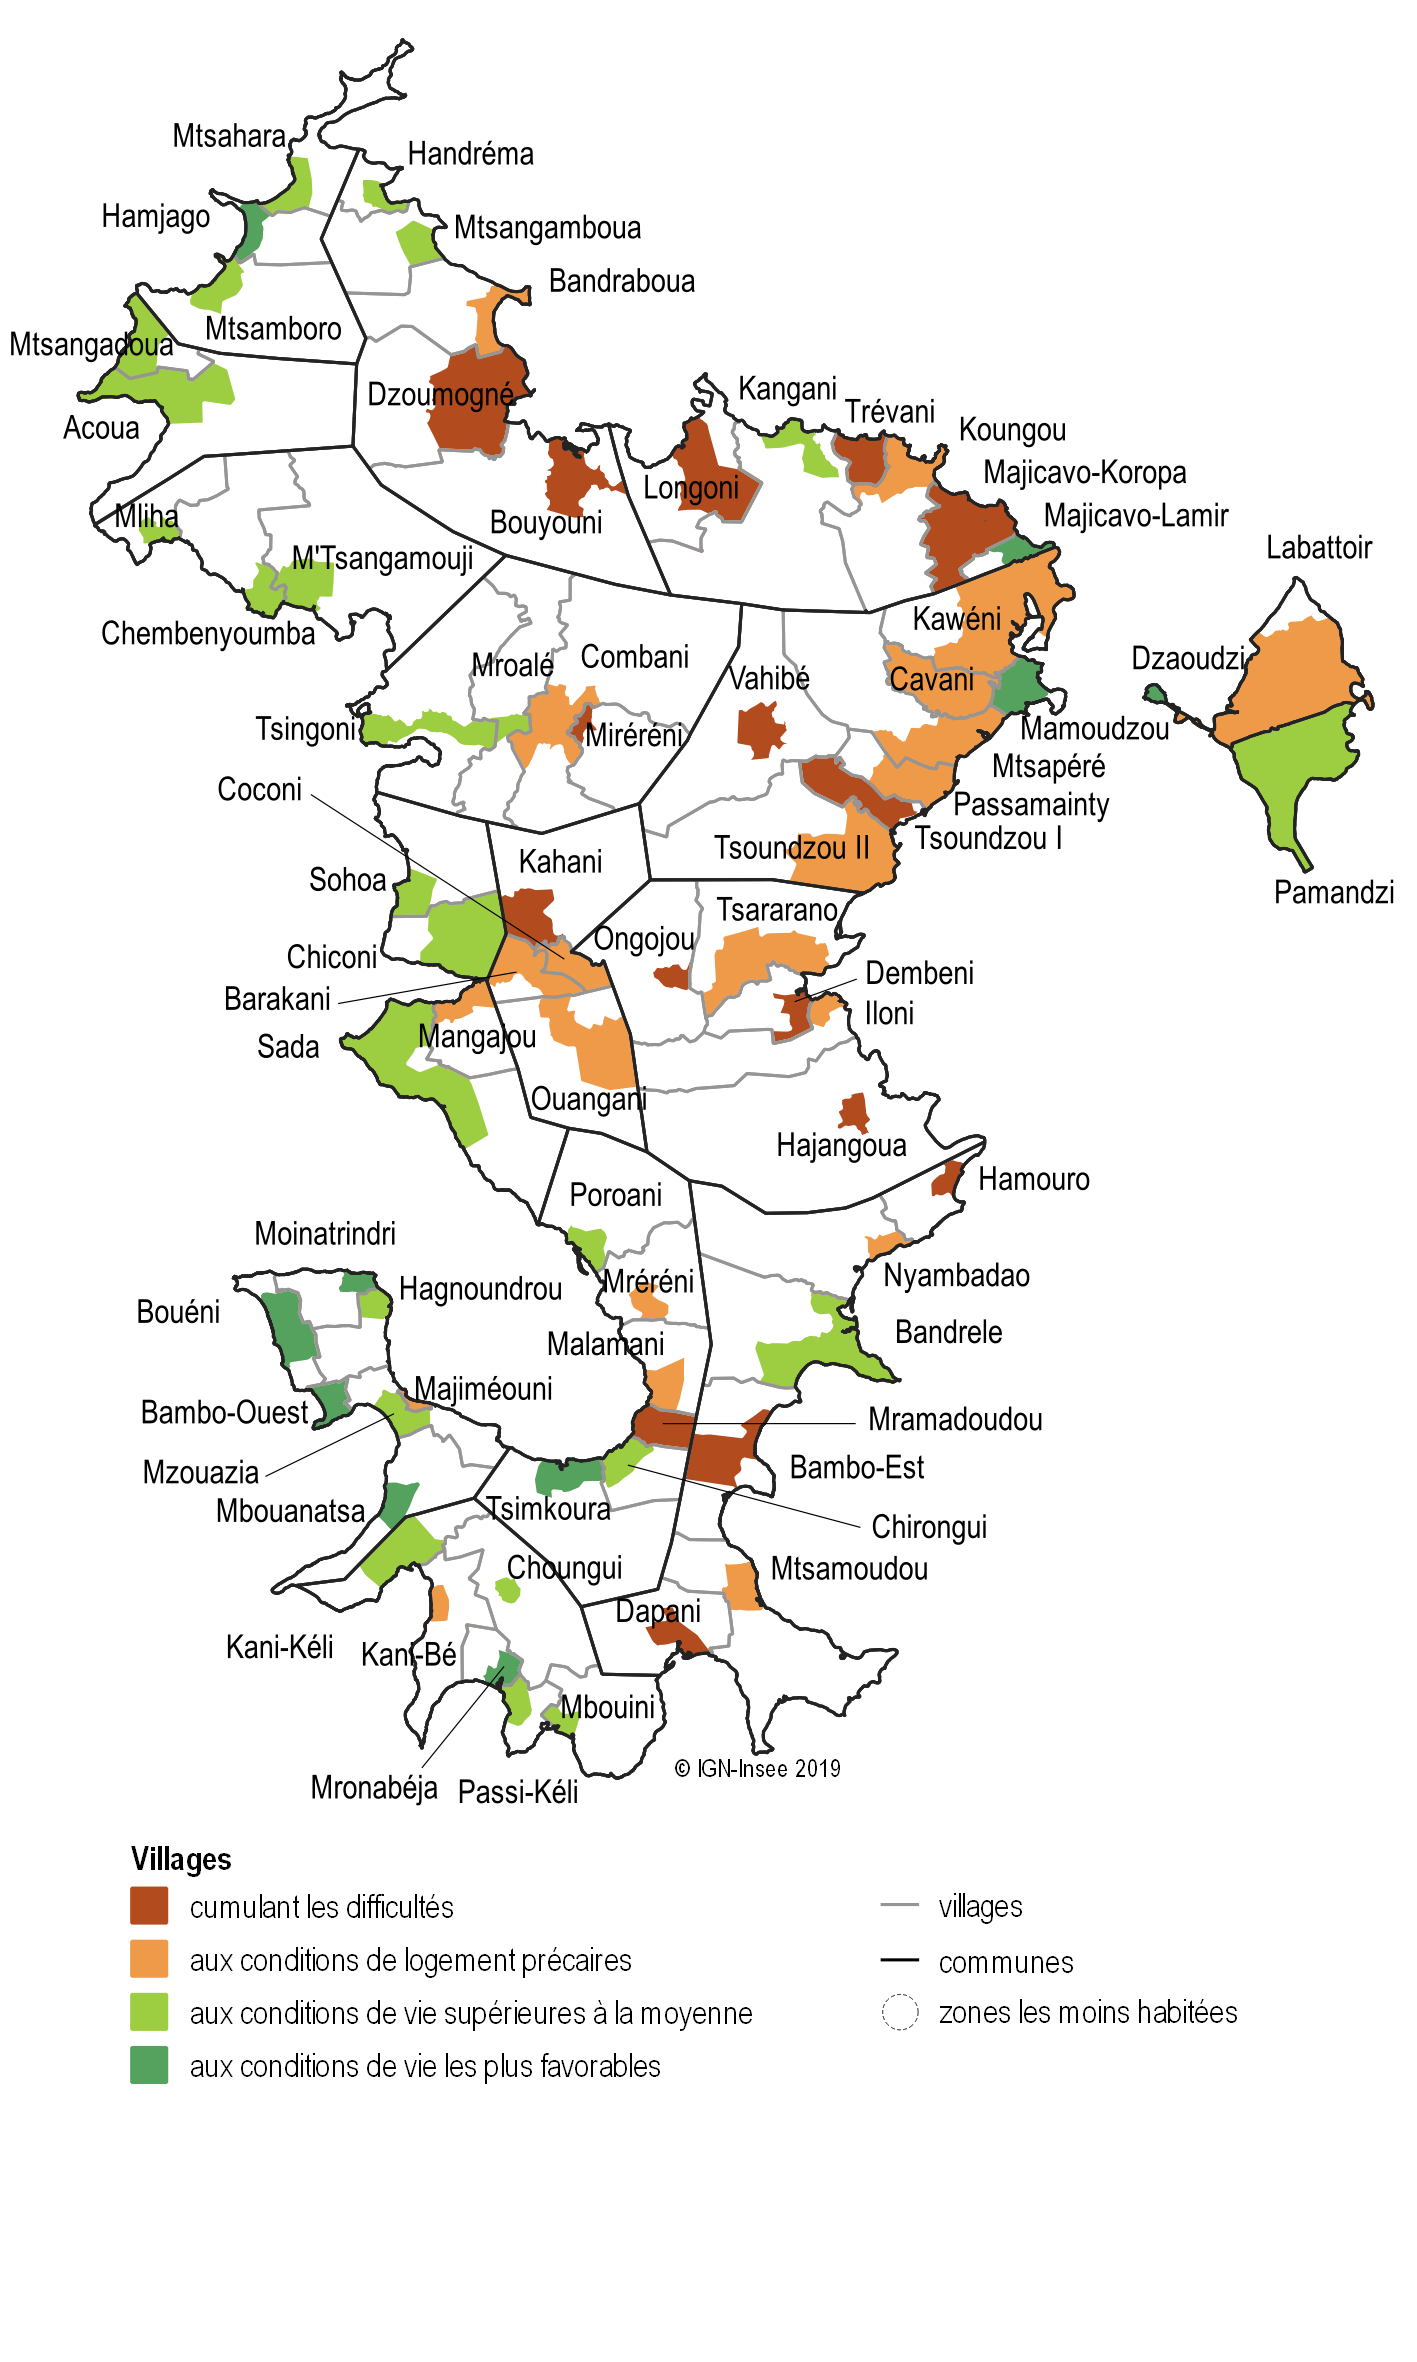 Mtsahara
Handréma
Hamjago
Mtsangamboua
Bandraboua
Mtsamboro
Mtsangadoua
Dzoumogné
Kangani
Trévani
Acoua
Koungou
Majicavo-Koropa
Longoni
Mliha
Bouyouni
Majicavo-Lamir
Labattoir
M'Tsangamouji
Chembenyoumba
Kawéni
Mroalé
Combani
Dzaoudzi
Vahibé
Cavani
Tsingoni
Miréréni
Mamoudzou
Mtsapéré
Coconi
Passamainty
Tsoundzou II
Tsoundzou I
Kahani
Sohoa
Pamandzi
Tsararano
Ongojou
Chiconi
Dembeni
Barakani
Iloni
Mangajou
Sada
Ouangani
Hajangoua
Hamouro
Poroani
Moinatrindri
Nyambadao
Mréréni
Hagnoundrou
Bouéni
Bandrele
Malamani
Majiméouni
Bambo-Ouest
Mramadoudou
Bambo-Est
Mzouazia
Mbouanatsa
Tsimkoura
Chirongui
Choungui
Mtsamoudou
Dapani
Kani-Kéli
Kani-Bé
Mbouini
© IGN-Insee 2019
Mronabéja
Passi-Kéli
Villages
cumulant les difficultés
aux conditions de logement précaires
aux conditions de vie supérieures à la moyenne
aux conditions de vie les plus favorables
villages
communes
zones les moins habitées